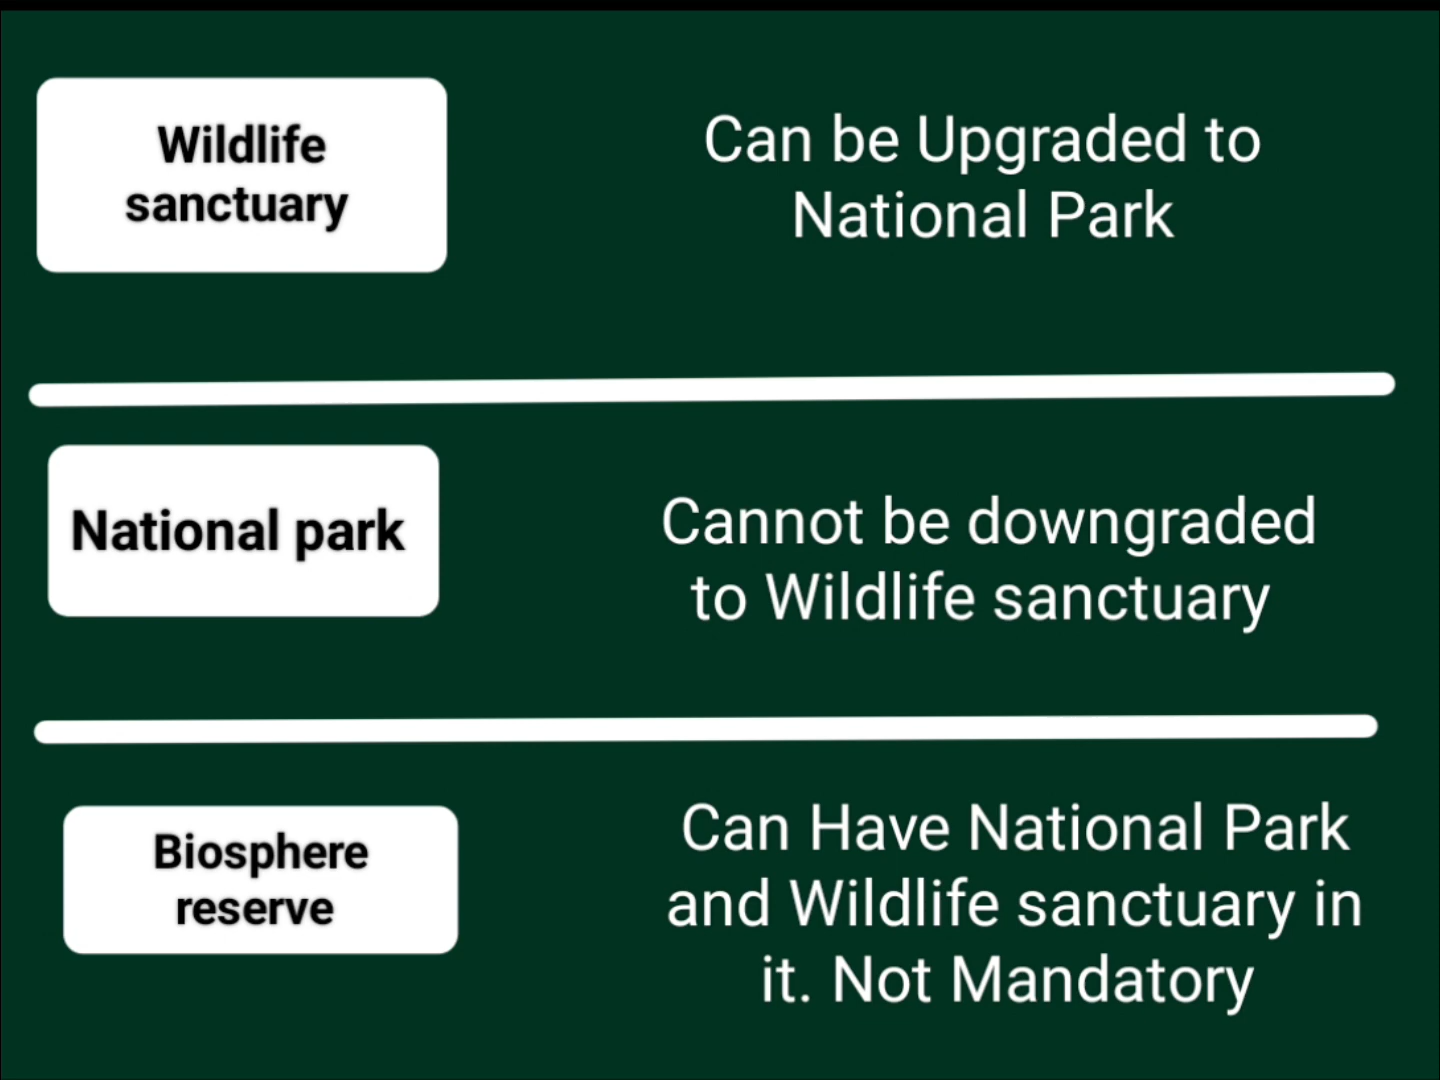 Wildlife
sanctuary
Can be Upgraded to
National Park
National park
Cannot be downgraded
to Wildlife sanctuary
Biosphere
reserve
Can Have National Park
and Wildlife sanctuary in
it. Not Mandatory